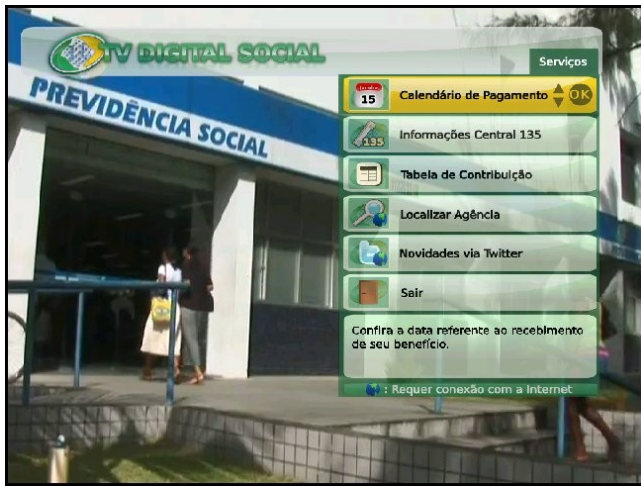 TV DIGITAL SOCIAL
Serviços
PREVIDÊNCIA SOCIAL
15
Calendário de Pagamento
OK
135
Informações Central 135
Tabela de Contribuição
Localizar Agência
Novidades via Twitter
Sair
Confira a data referente ao recebimento
de seu benefício.
: Requer conexão com a Internet